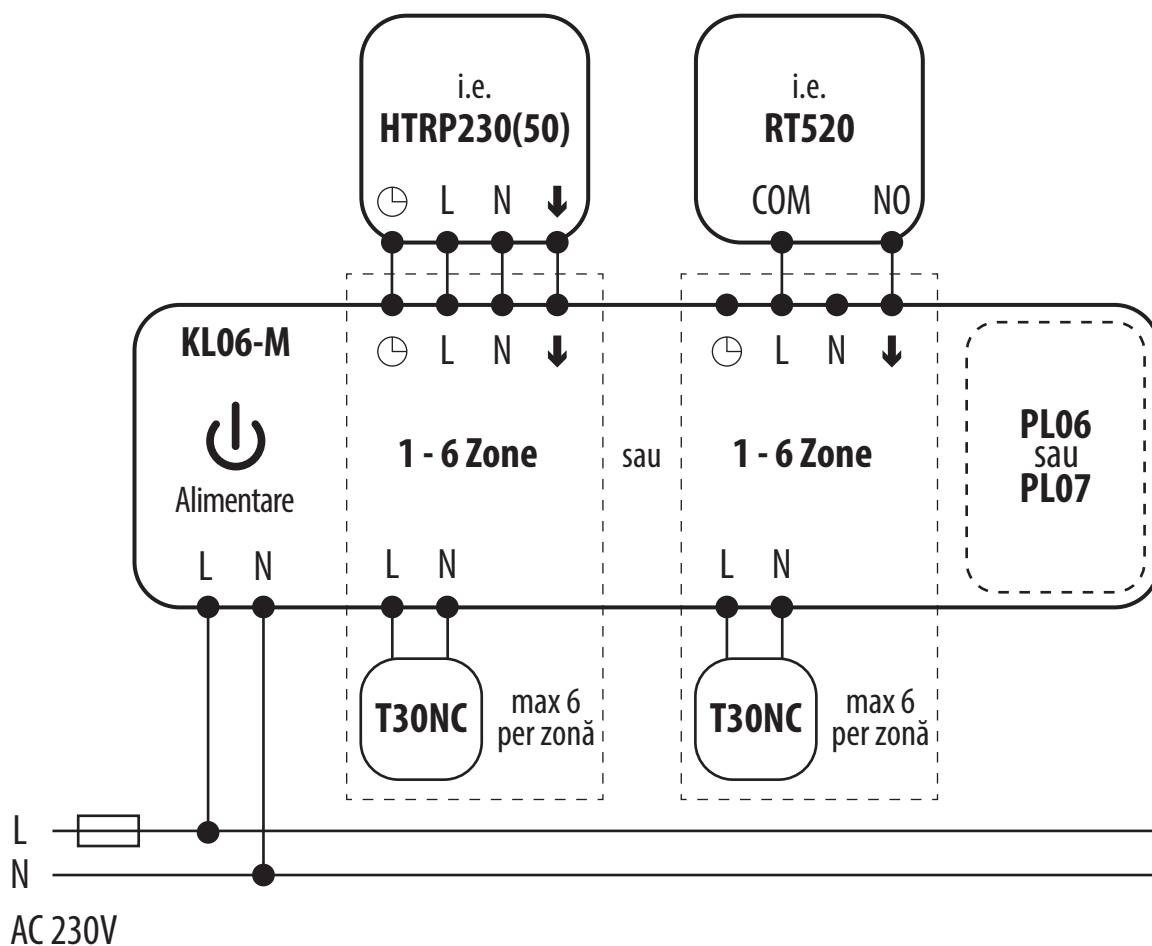 i.e.
HTRP230(50)
L N
i.e.
RT520
COM NO
KL06-M
Alimentare
L N
L N
1 - 6 Zone
L N
sau
L N
1 - 6 Zone
L N
PL06
sau
PL07
T30NC
max 6
per zonă
T30NC
max 6
per zonă
L
N
AC 230V